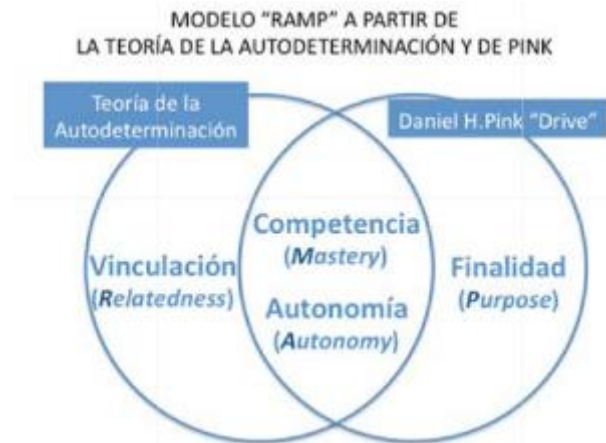 MODELO "RAMP" A PARTIR DE
LA TEORÍA DE LA AUTODETERMINACIÓN Y DE PINK
Teoría de la
Autodeterminación
Daniel H.Pink "Drive"
Vinculación
(Relatedness)
Competencia
(Mastery)
Autonomía
(Autonomy)
Finalidad
(Purpose)